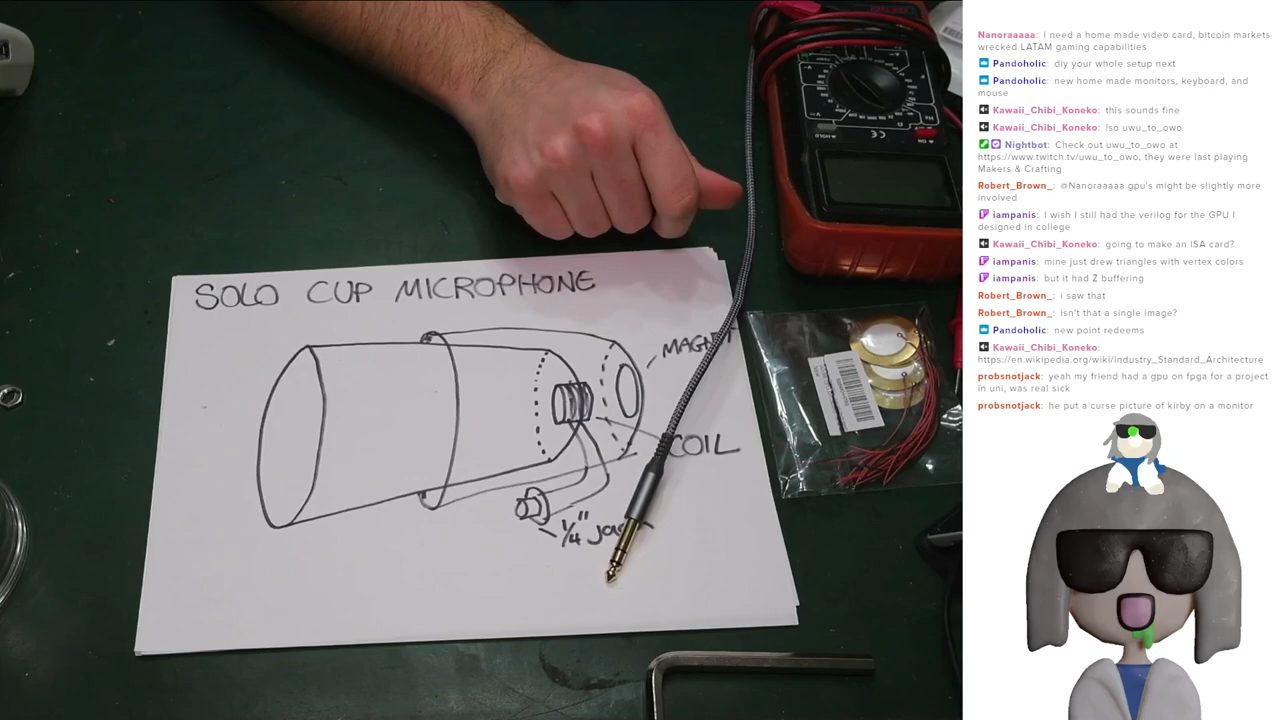 SOLO CUP MICROPHONE
COIL
1/4"
Nanoraaaaa: I need a home made video card, bitcoin markets
wrecked LATAM gaming capabilities
Pandoholic: diy your whole setup next
Pandoholic: new home made monitors, keyboard, and
mouse
Kawaii_Chibi_Koneko: this sounds fine
Kawaii_Chibi_Koneko: !so uwu_to_owo
Nightbot: Check out uwu_to_owo at
https://www.twitch.tv/uwu_to_owo, they were last playing
Makers & Crafting
Robert_Brown_: @Nanoraaaaa gpu's might be slightly more
involved
iampanis: I wish I still had the verilog for the GPU I
designed in college
Kawaii_Chibi_Koneko: going to make an ISA card?
iampanis: mine just drew triangles with vertex colors
iampanis: but it had Z buffering
Robert_Brown_: i saw that
Robert_Brown_: isn't that a single image?
Pandoholic: new point redeems
Kawaii_Chibi_Koneko:
https://en.wikipedia.org/wiki/Industry_Standard_Architecture
probsnotjack: yeah my friend had a gpu on fpga for a project
in uni, was real sick
probsnotjack: he put a curse picture of kirby on a monitor